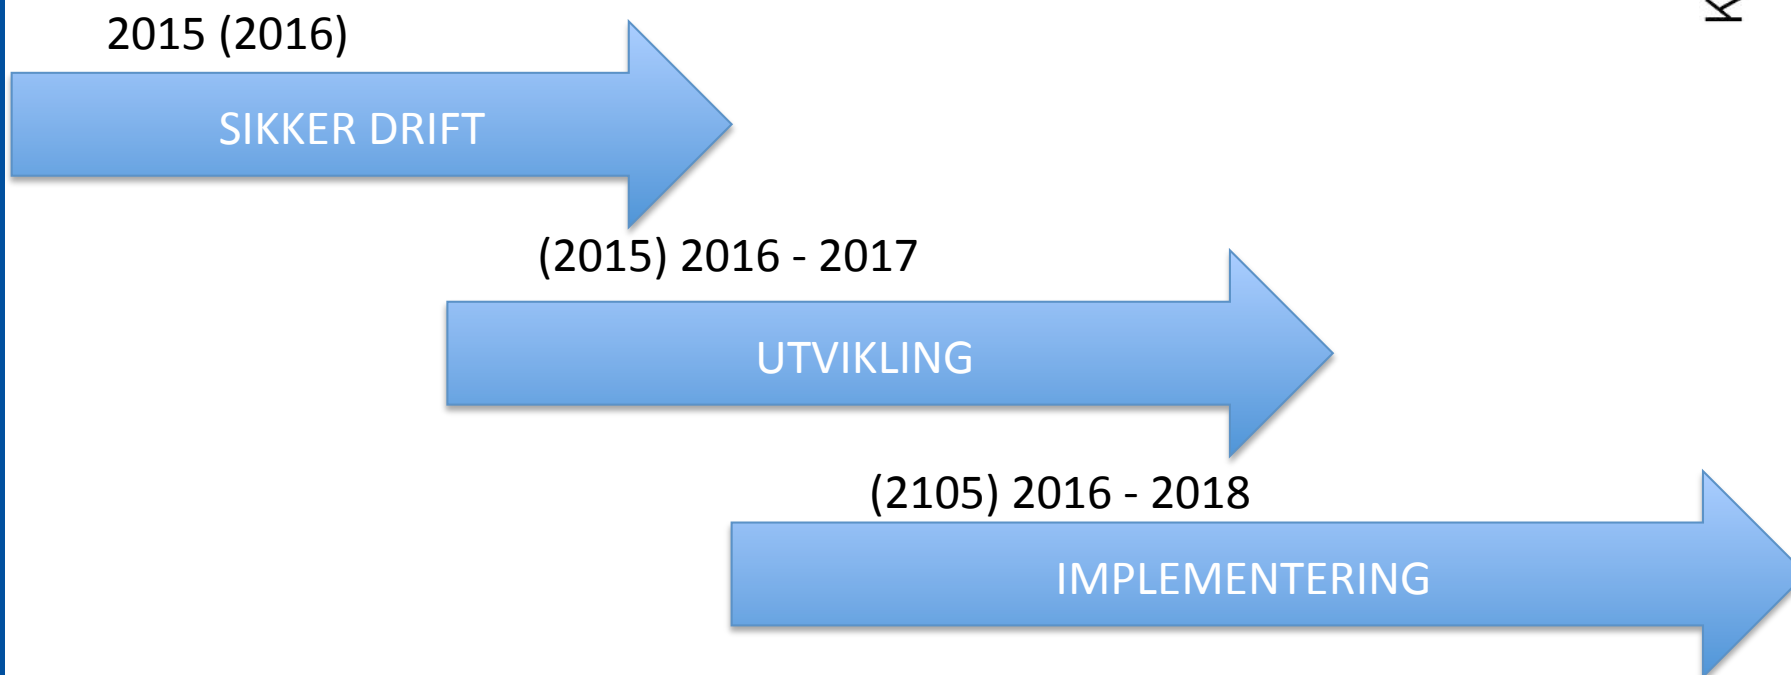 2015 (2016)
SIKKER DRIFT
(2015) 2016 - 2017
UTVIKLING
(2105) 2016 - 2018
IMPLEMENTERING
K